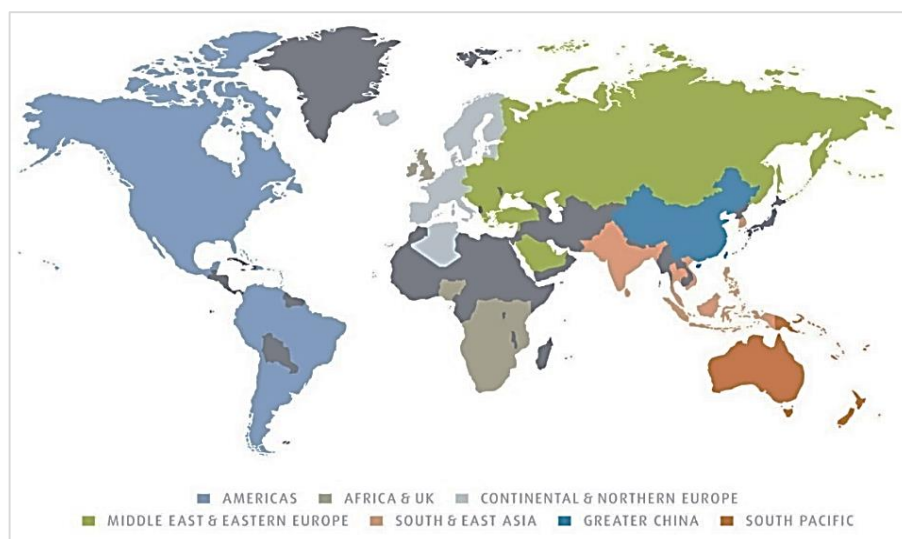 AMERICAS AFRICA & UK CONTINENTAL & NORTHERN EUROPE
MIDDLE EAST & EASTERN EUROPE SOUTH & EAST ASIA GREATER CHINA SOUTH PACIFIC